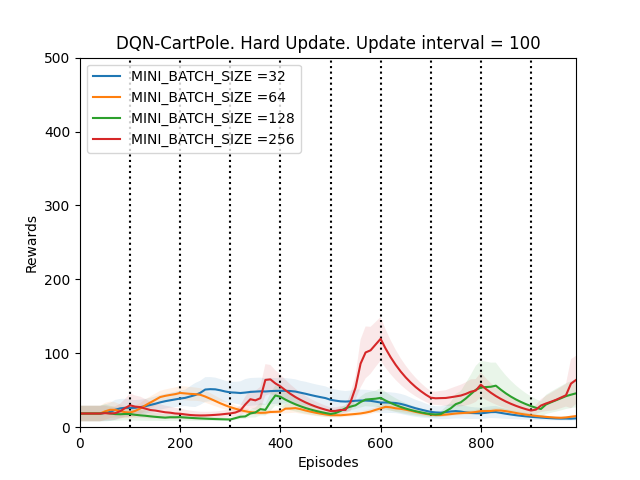 DQN-CartPole. Hard Update. Update interval = 100
500
MINI_BATCH_SIZE =32
MINI_BATCH_SIZE =64
MINI_BATCH_SIZE =128
MINI_BATCH_SIZE =256
400
300
200
100
0
Rewards
0 200 400 600 800
Episodes